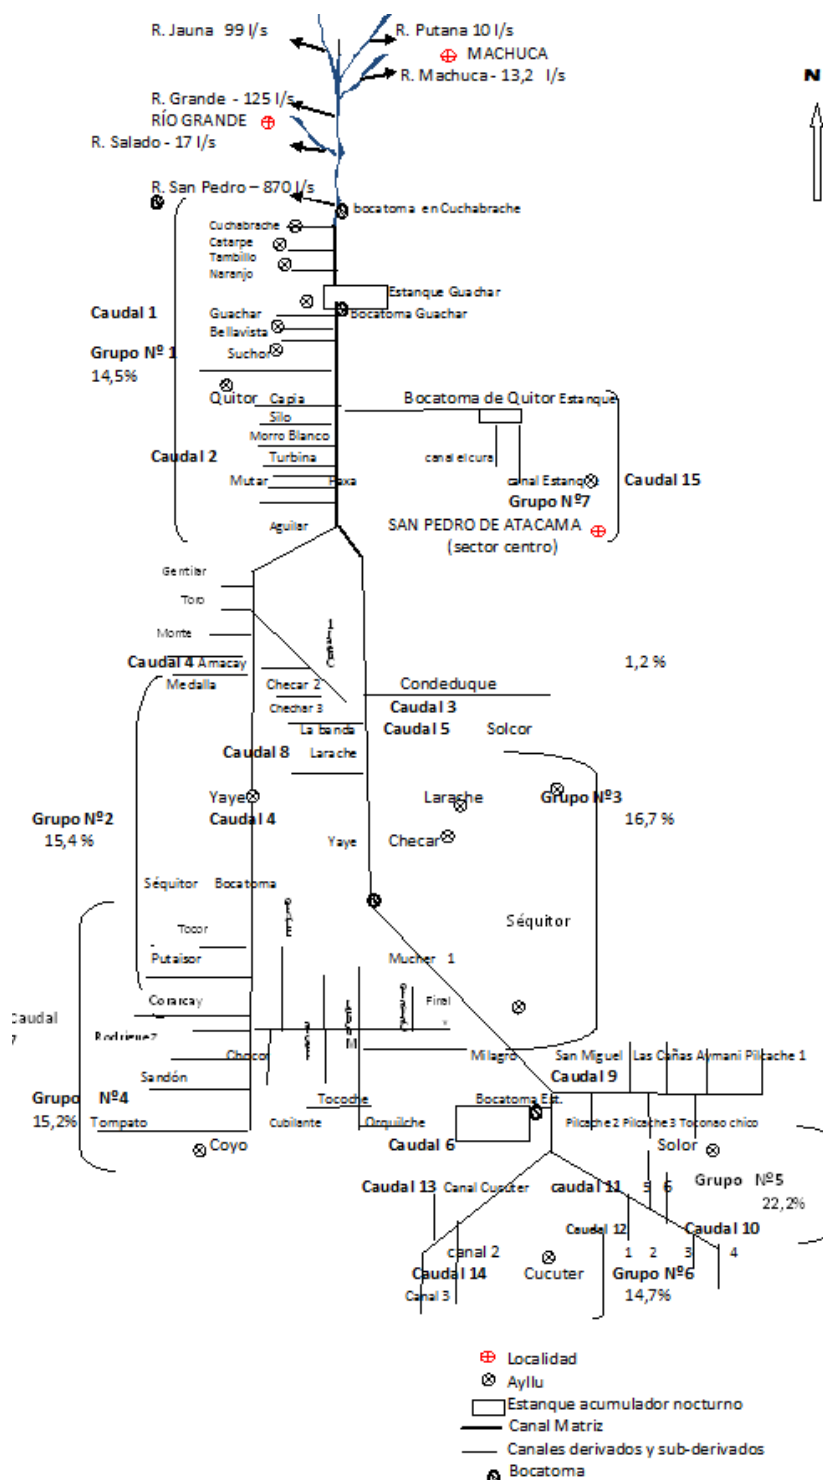 R. Jauna 99 l/s
R. Putana 10 l/s
MACHUCA
R. Machuca - 13,2 l/s
N
R. Grande - 125 l/s
RÍO GRANDE
R. Salado - 17 l/s
R. San Pedro – 870 l/s
bocatoma en Cuchabrache
Cuchabrache
Catarpe
Tambillo
Naranjo
Estanque Guachar
Caudal 1
Guachar
Bocatoma Guachar
Bellavista
Grupo Nº 1
Suchor
14,5%
Quitor
Capia
Bocatoma de Quitor Estanque
Silo
Morro Blanco
Caudal 2
Turbina
canal el cura
Mutar
Paxa
canal Estanq
Caudal 15
Grupo Nº7
Aguilar
SAN PEDRO DE ATACAMA
(sector centro)
Gentilar
Toro
Monte
Caudal 4 Amacay
1,2 %
Medalla
Checar 2
Condeduque
Chechar 3
Caudal 3
La banda
Caudal 5
Solcor
Caudal 8
Larache
Yaye
Larache
Grupo Nº3
Grupo Nº2
Caudal 4
16,7 %
15,4 %
Yaye
Checar
Séquitor
Bocatoma
Séquitor
Tocor
Putaisor
Mucher 1
Corarcay
Final
Caudal
7
Rodriguez
M
Chocor
Milagro
San Miguel
Las Cañas Aymani Pilcache 1
Sandón
Caudal 9
Grupo Nº4
Tocoche
Bocatoma Est.
15,2%
Tompato
Cubilante
Orquilche
Pilcache 2 Pilcache 3 Toconao chico
Coyo
Caudal 6
Solor
Grupo Nº5
Caudal 13
Canal Cucuter
caudal 11
5
6
22,2%
Caudal 12
Caudal 10
canal 2
1
2
3
4
Caudal 14
Cucuter
Grupo Nº6
Canal 3
14,7%
Localidad
Ayllu
Estanque acumulador nocturno
Canal Matriz
Canales derivados y sub-derivados
Bocatoma